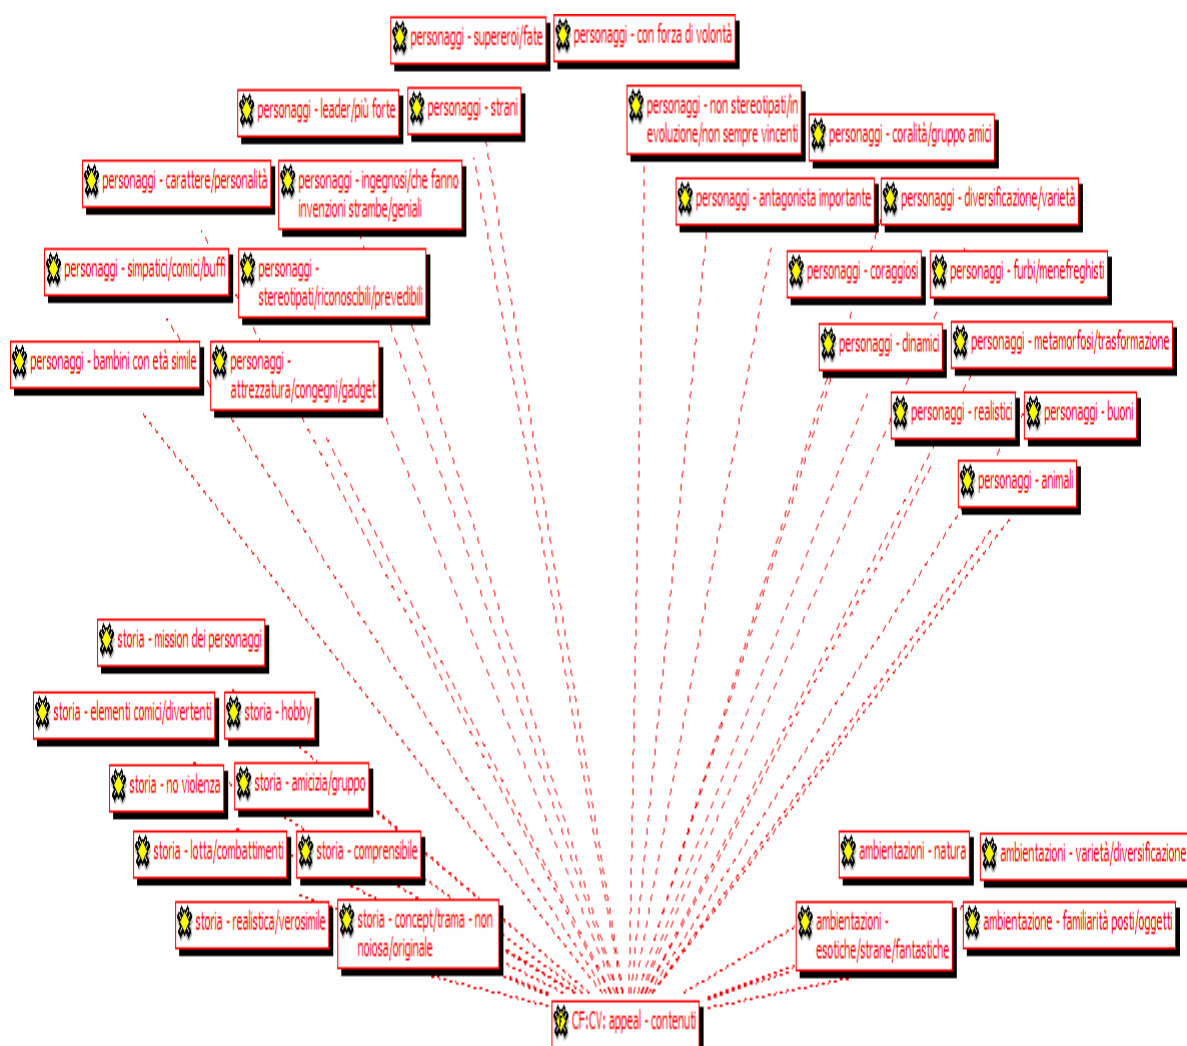 personaggi - supereroi/fate
personaggi - con forza di volontà
personaggi - leader/più forte
personaggi - strani
personaggi - non stereotipati/in
evoluzione/non sempre vincenti
personaggi - coralità/gruppo amici
personaggi - carattere/personalità
personaggi - ingegnosi/che fanno
invenzioni strambe/geniali
personaggi - antagonista importante
personaggi - diversificazione/varietà
personaggi - simpatici/comici/buffi
personaggi -
stereotipati/riconoscibili/prevedibili
personaggi - coraggiosi
personaggi - furbi/menefreghisti
personaggi - bambini con età simile
personaggi -
attrezzatura/congegni/gadget
personaggi - dinamici
personaggi - metamorfosi/trasformazione
personaggi - realistici
personaggi - buoni
personaggi - animali
storia - mission dei personaggi
storia - elementi comici/divertenti
storia - hobby
storia - no violenza
storia - amicizia/gruppo
storia - lotta/combattimenti
storia - comprensibile
ambientazioni - natura
ambientazioni - varietà/diversificazione
storia - realistica/verosimile
storia - concept/trama - non
noiosa/originale
ambientazioni -
esotiche/strane/fantastiche
ambientazione - familiarità posti/oggetti
CF:CV: appeal - contenuti